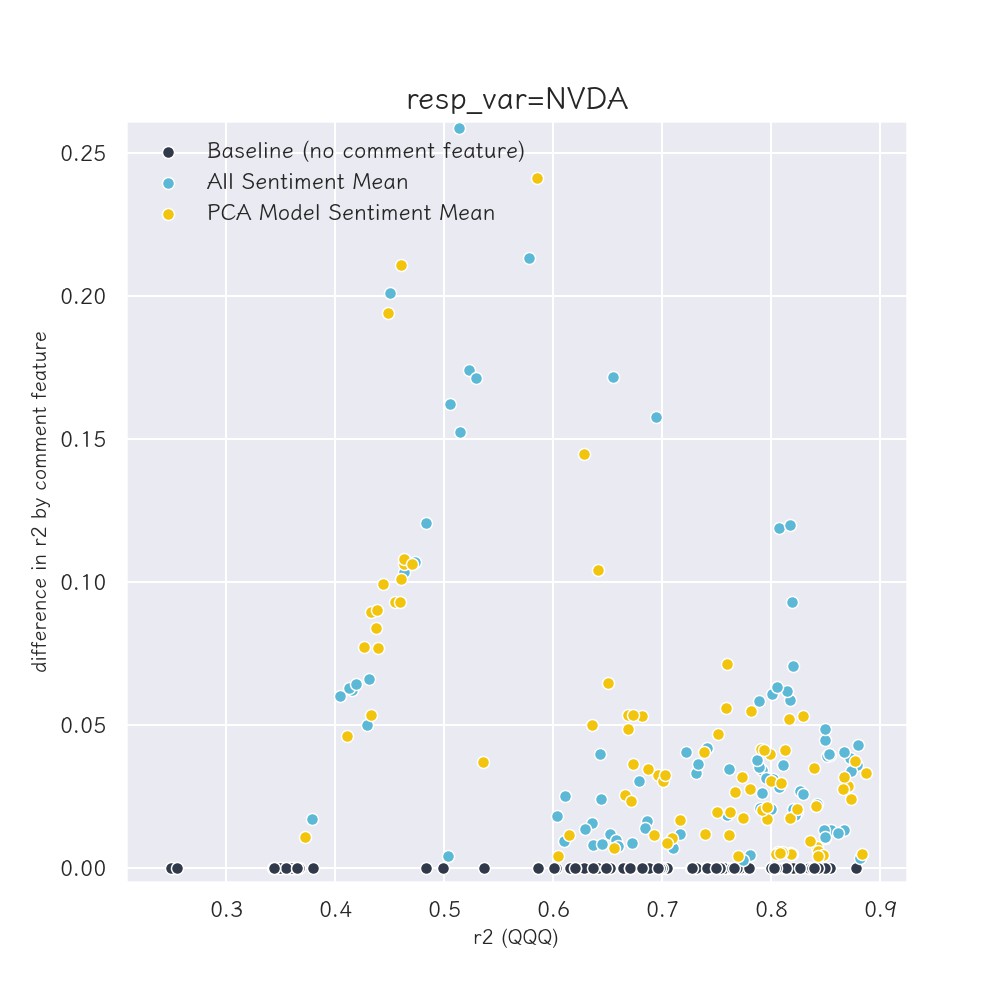 resp_var=NVDA
Baseline (no comment feature)
All Sentiment Mean
PCA Model Sentiment Mean
difference in r2 by comment feature
0.25
0.20
0.15
0.10
0.05
0.00
0.3 0.4 0.5 0.6 0.7 0.8 0.9
r2 (QQQ)